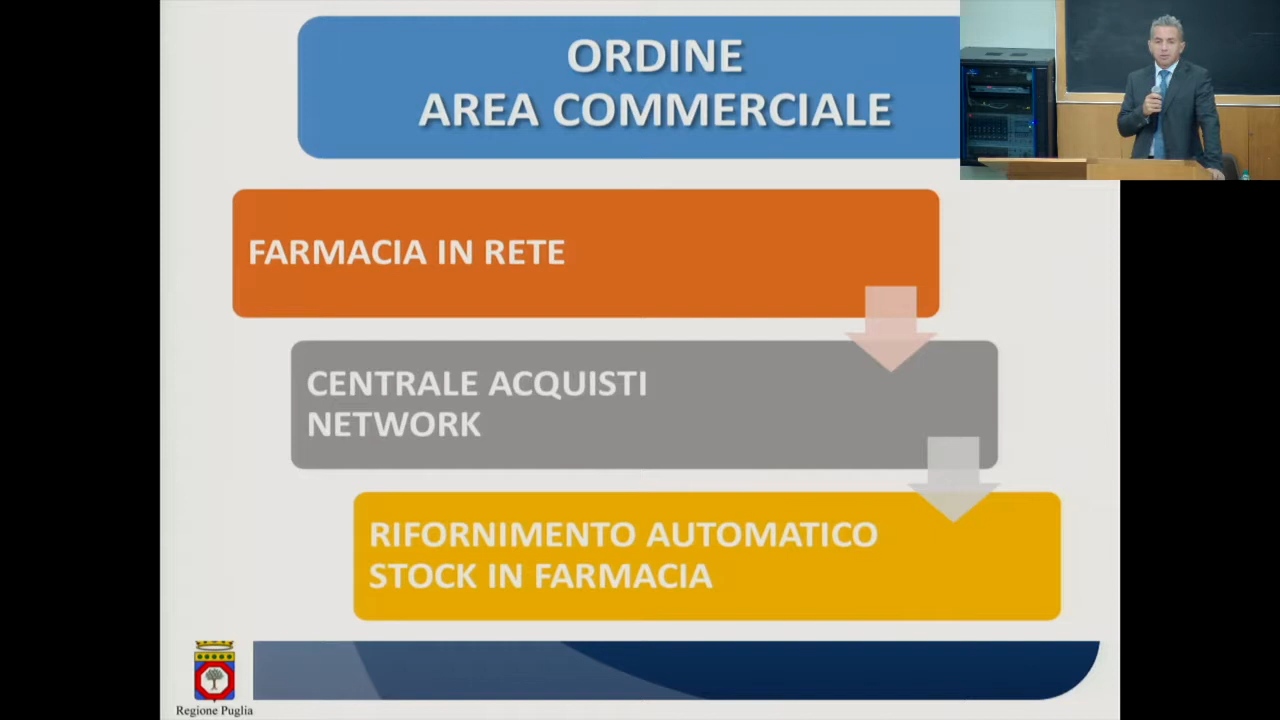 ORDINE
AREA COMMERCIALE
FARMACIA IN RETE
CENTRALE ACQUISTI
NETWORK
RIFORNIMENTO AUTOMATICO
STOCK IN FARMACIA
Regione Puglia